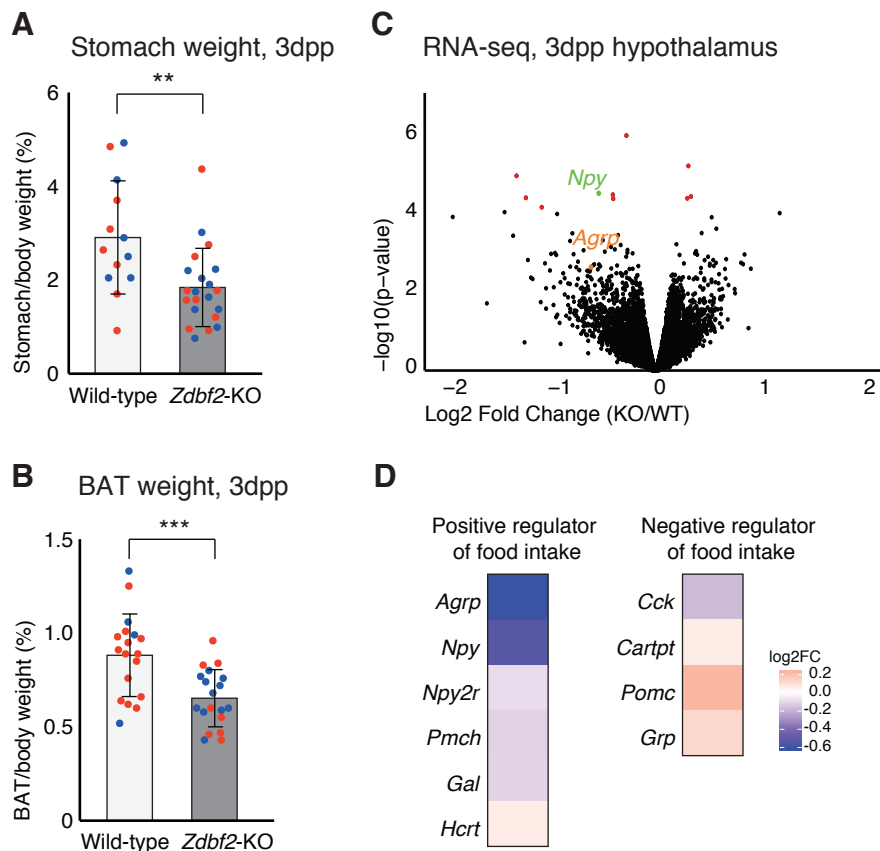 A
Stomach weight, 3dpp
**
Stomach/body weight (%)
6
4
2
0
Wild-type
Zdbf2-KO
C
RNA-seq, 3dpp hypothalamus
−log10(p-value)
6
4
2
0
Npy
Agrp
−2
−1
0
1
2
Log2 Fold Change (KO/WT)
B
BAT weight, 3dpp
***
BAT/body weight (%)
1.5
1.0
0.5
0
Wild-type
Zdbf2-KO
D
Positive regulator
of food intake
Agrp
Npy
Npy2r
Pmch
Gal
Hcrt
Negative regulator
of food intake
Cck
Cartpt
Pomc
Grp
log2FC
0.2
0.0
-0.2
-0.4
-0.6